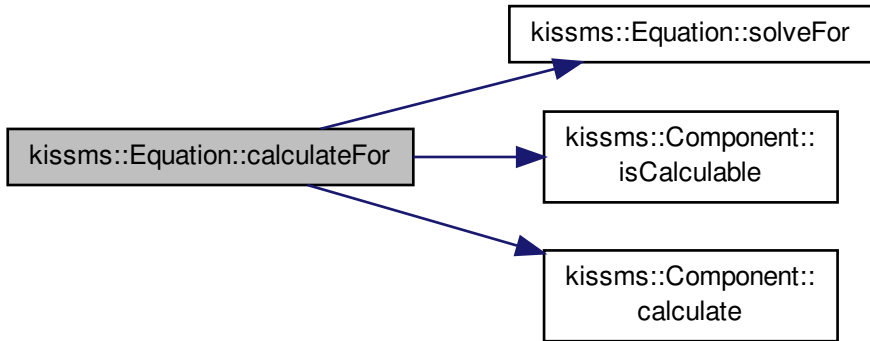 kissms::Equation::solveFor
kissms::Equation::calculateFor
kissms::Component::
isCalculable
kissms::Component::
calculate